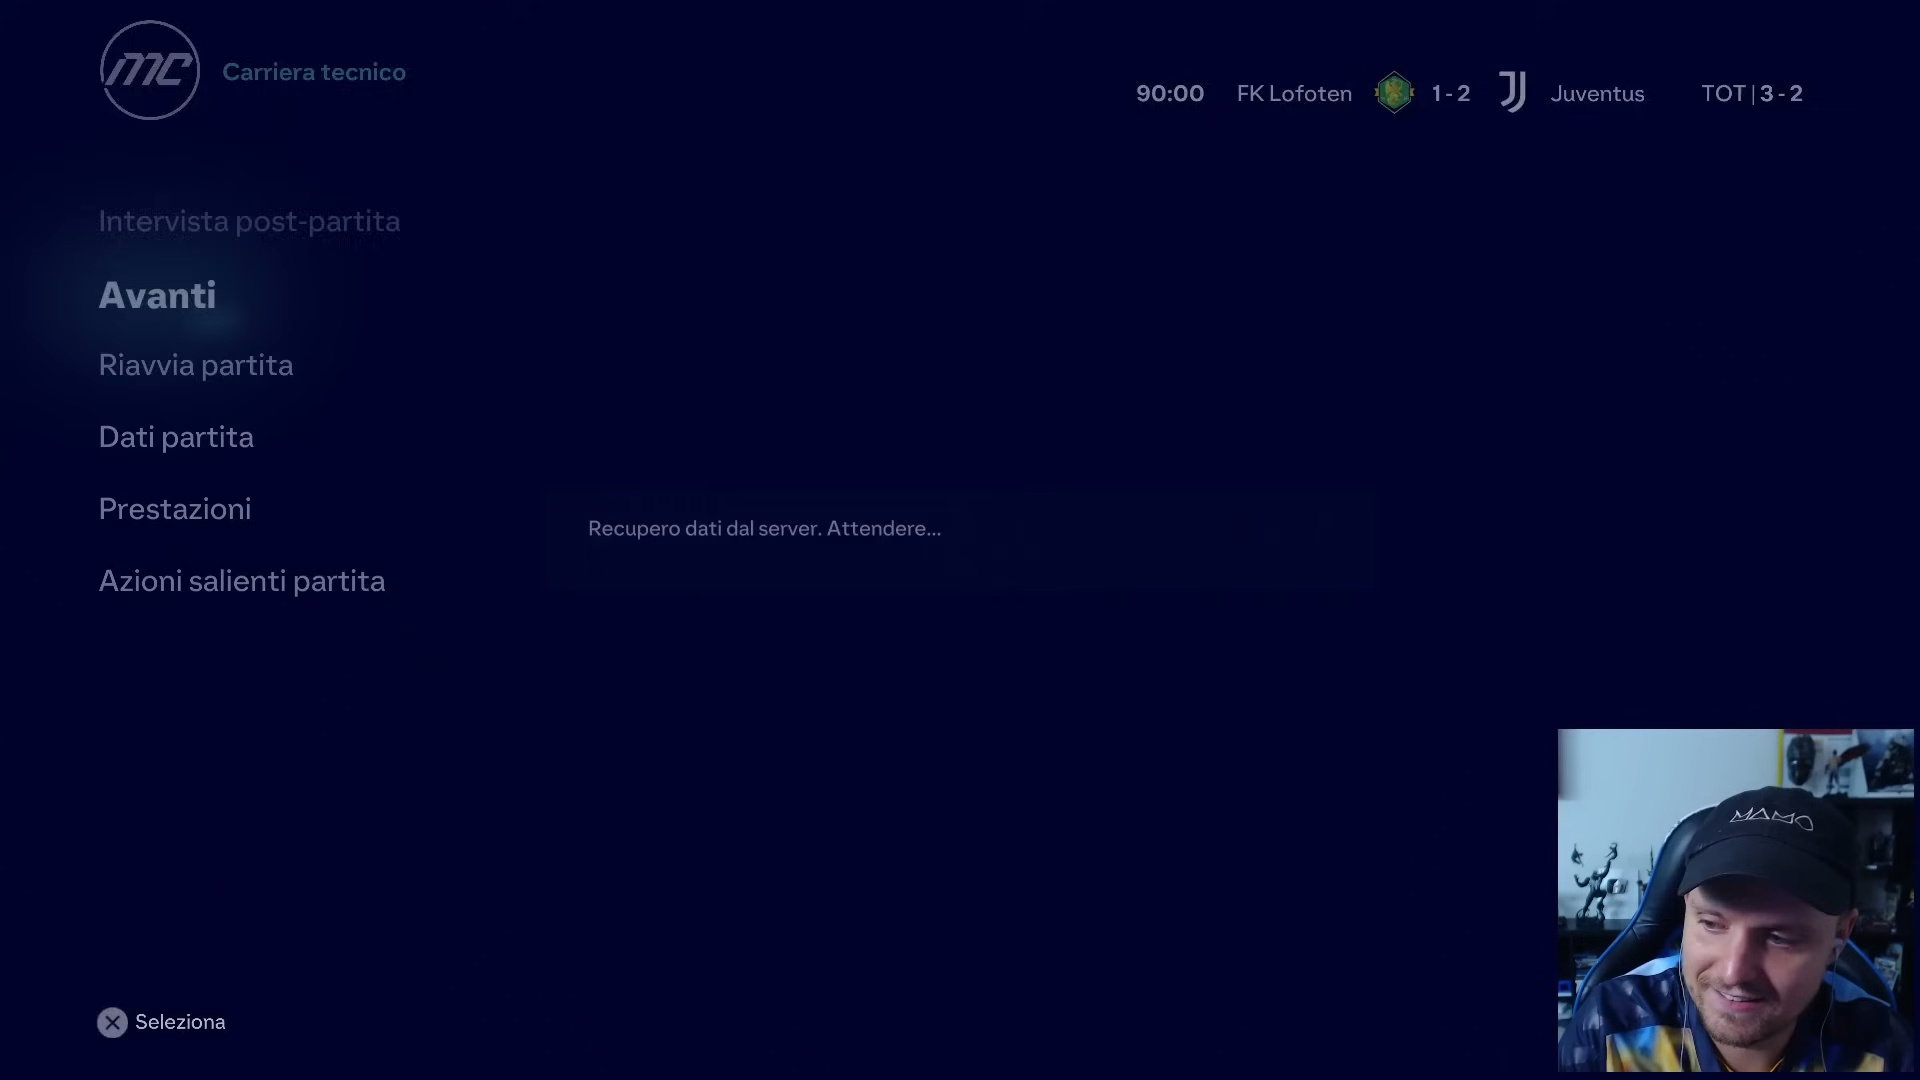 MC
Carriera tecnico
90:00 FK Lofoten 1 - 2 Juventus TOT | 3 - 2
Intervista post-partita
Avanti
Riavvia partita
Dati partita
Prestazioni
Azioni salienti partita
Recupero dati dal server. Attendere...
MAMO
Seleziona